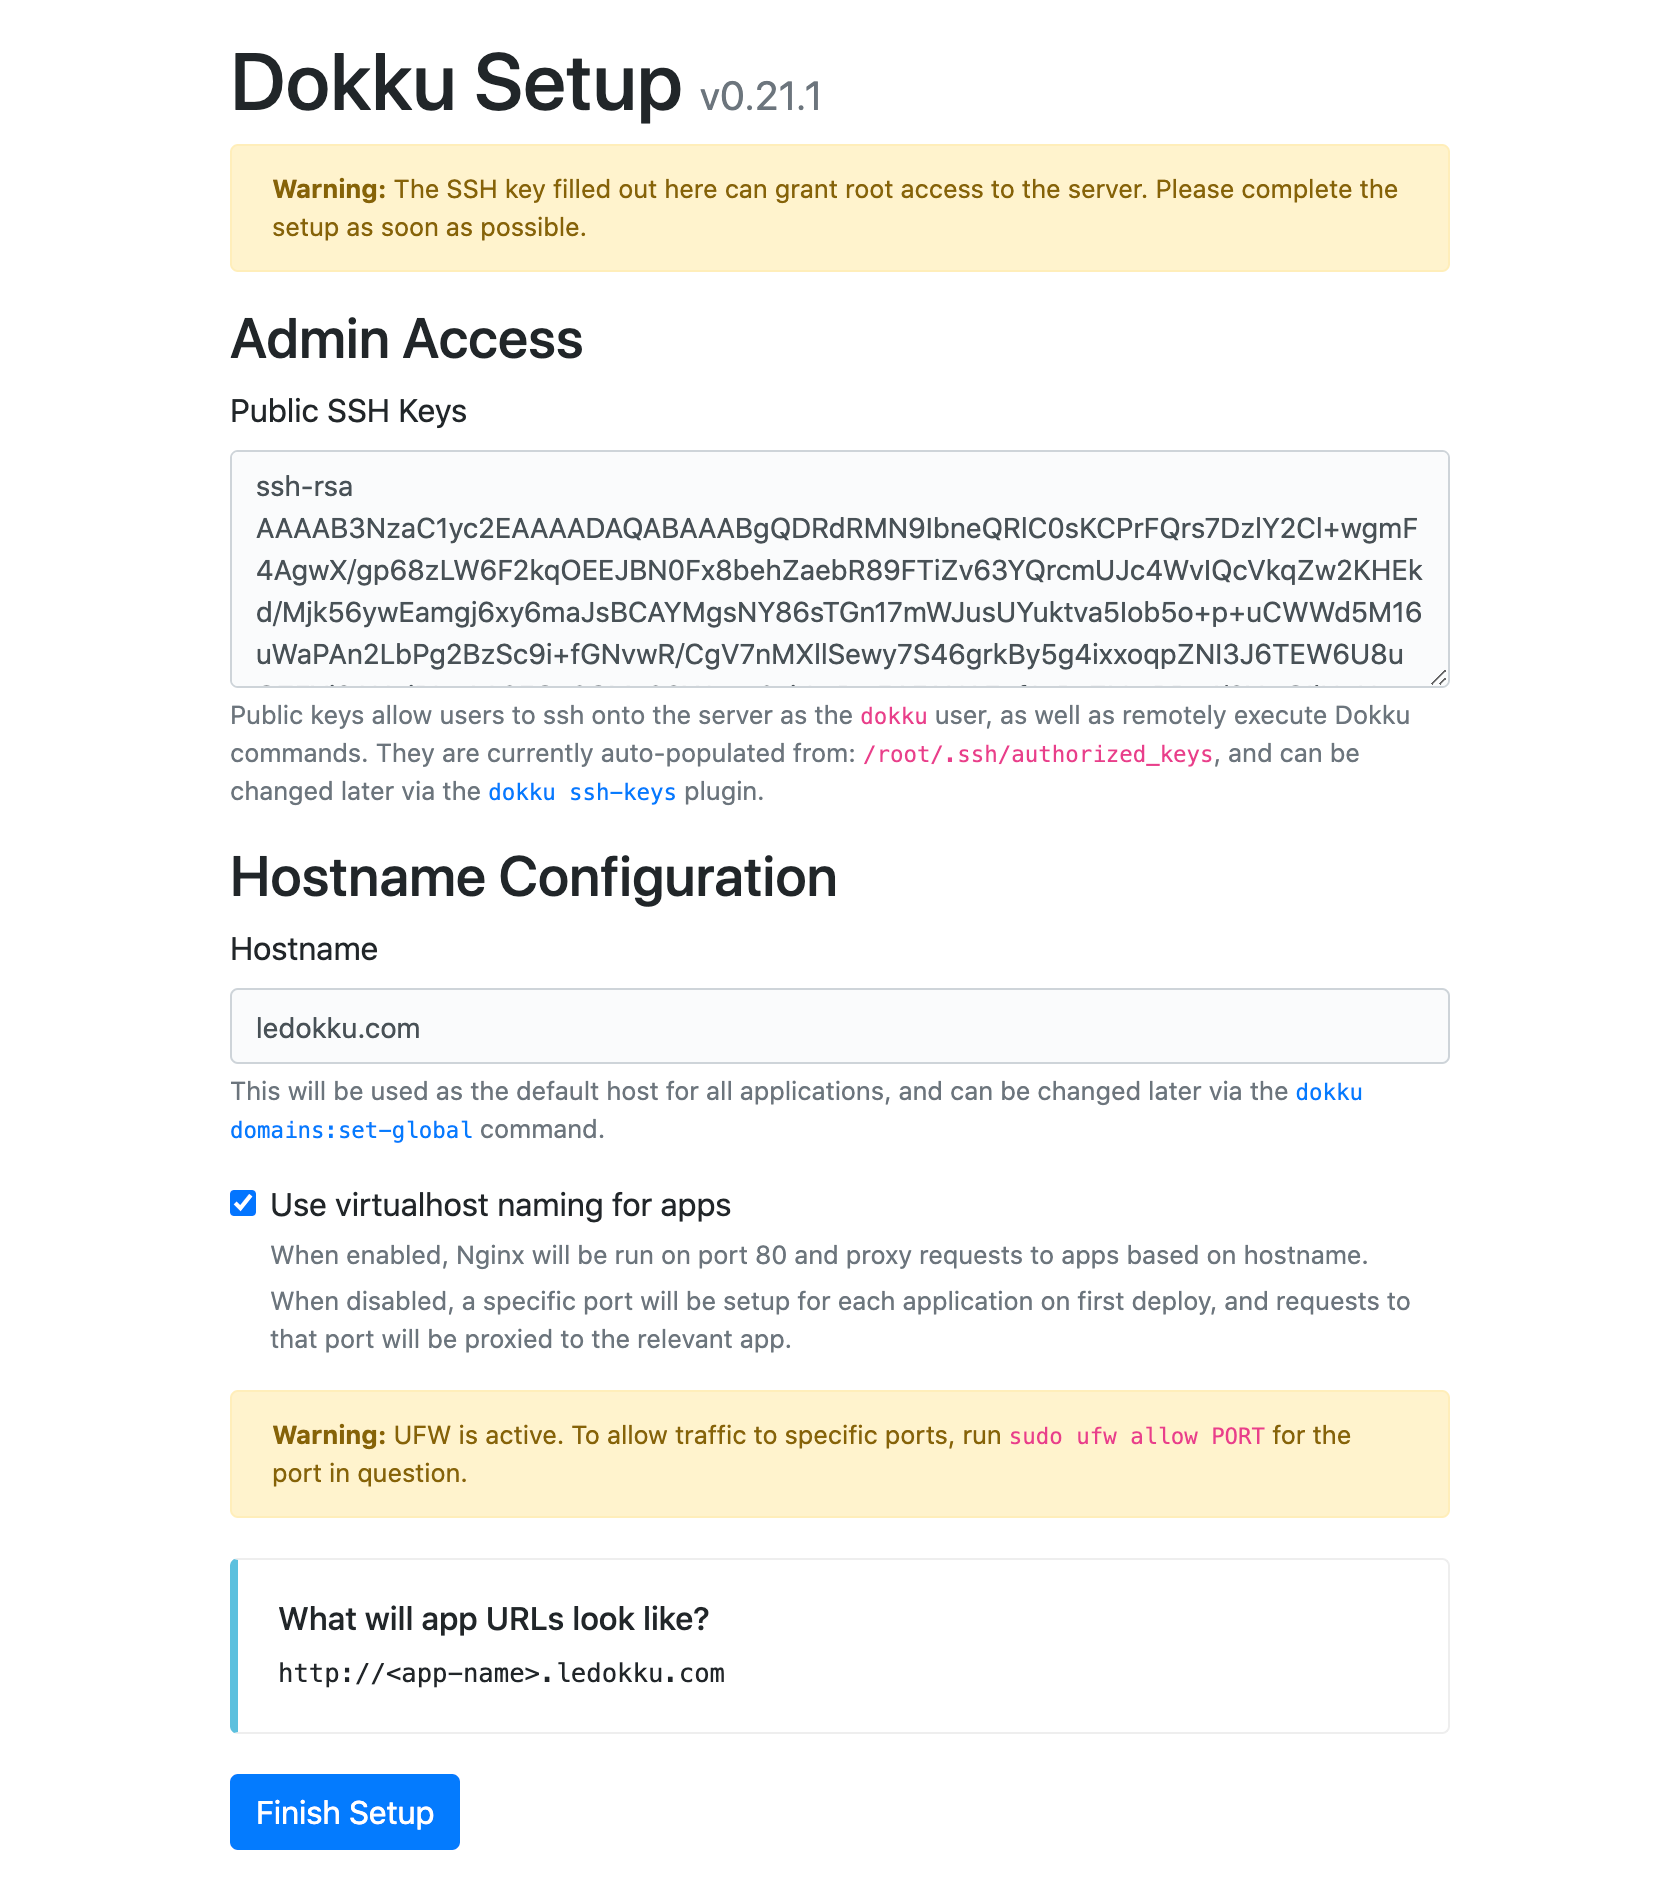 Dokku Setup v0.21.1
Warning: The SSH key filled out here can grant root access to the server. Please complete the
setup as soon as possible.
Admin Access
Public SSH Keys
ssh-rsa
AAAAB3NzaC1yc2EAAAADAQABAAABgQDRdRMN9IbneQRlC0sKCPrFQrs7DzlY2Cl+wgmF
4AgwX/gp68zLW6F2kqOEEJBN0Fx8behZaebR89FTiZv63YQrcmUJc4WvIQcVkqZw2KHEk
d/Mjk56ywEamgj6xy6maJsBCAYMgsNY86sTGn17mWJusUYuktva5Iob5o+p+uCWWd5M16
uWaPAn2LbPg2BzSc9i+fGNvwR/CgV7nMXllSewy7S46grkBy5g4ixxoqpZNI3J6TEW6U8u
Public keys allow users to ssh onto the server as the dokku user, as well as remotely execute Dokku
commands. They are currently auto-populated from: /root/.ssh/authorized_keys, and can be
changed later via the dokku ssh-keys plugin.
Hostname Configuration
Hostname
ledokku.com
This will be used as the default host for all applications, and can be changed later via the dokku
domains:set-global command.
Use virtualhost naming for apps
When enabled, Nginx will be run on port 80 and proxy requests to apps based on hostname.
When disabled, a specific port will be setup for each application on first deploy, and requests to
that port will be proxied to the relevant app.
Warning: UFW is active. To allow traffic to specific ports, run sudo ufw allow PORT for the
port in question.
What will app URLs look like?
http://<app-name>.ledokku.com
Finish Setup